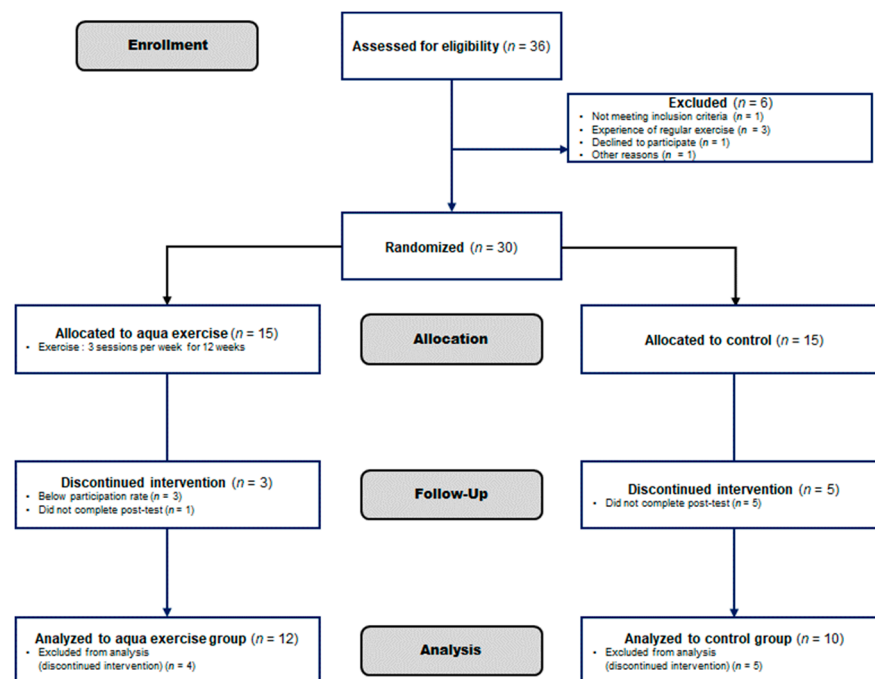 Enrollment
Assessed for eligibility (n = 36)
Excluded (n = 6)
• Not meeting inclusion criteria (n = 1)
• Experience of regular exercise (n = 3)
• Declined to participate (n = 1)
• Other reasons (n = 1)
Randomized (n = 30)
Allocated to aqua exercise (n = 15)
• Exercise : 3 sessions per week for 12 weeks
Allocation
Allocated to control (n = 15)
Discontinued intervention (n = 3)
• Below participation rate (n = 3)
• Did not complete post-test (n = 1)
Follow-Up
Discontinued intervention (n = 5)
• Did not complete post-test (n = 5)
Analyzed to aqua exercise group (n = 12)
• Excluded from analysis
(discontinued intervention) (n = 4)
Analysis
Analyzed to control group (n = 10)
• Excluded from analysis
(discontinued intervention) (n = 5)